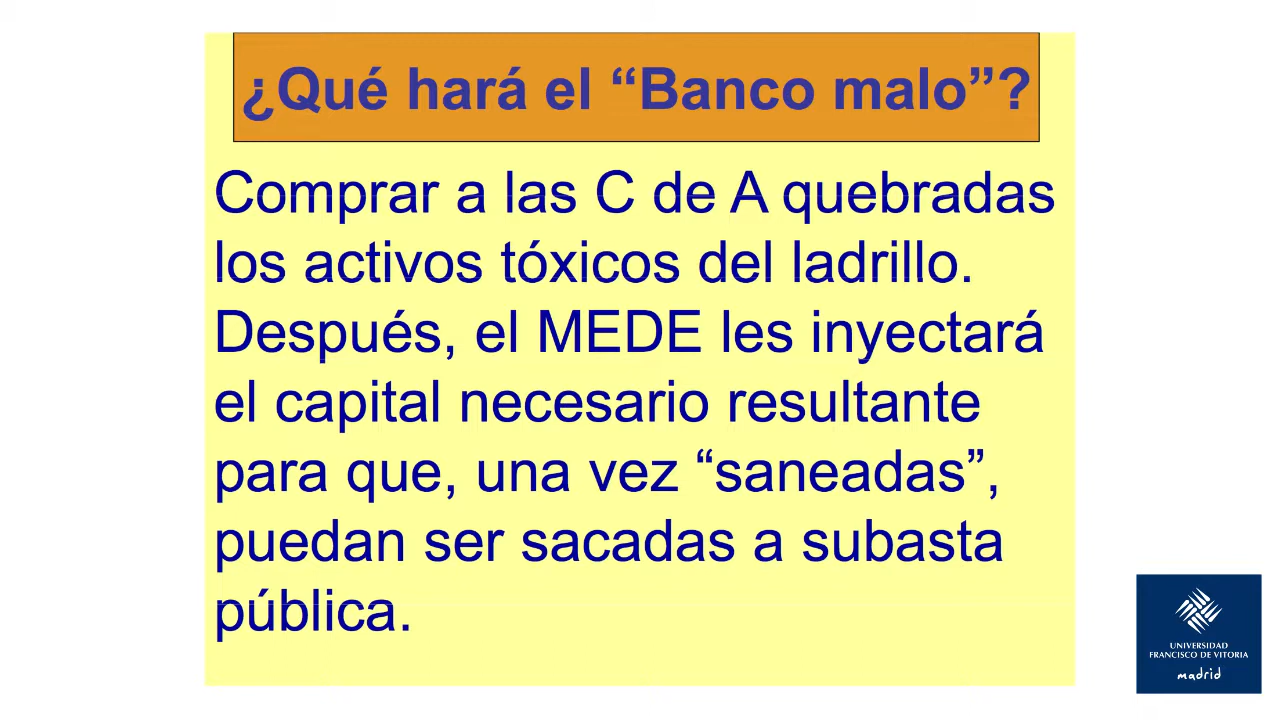 ¿Qué hará el “Banco malo”?
Comprar a las C de A quebradas
los activos tóxicos del ladrillo.
Después, el MEDE les inyectará
el capital necesario resultante
para que, una vez “saneadas”,
puedan ser sacadas a subasta
pública.
UNIVERSIDAD
FRANCISCO DE VITORIA
madrid